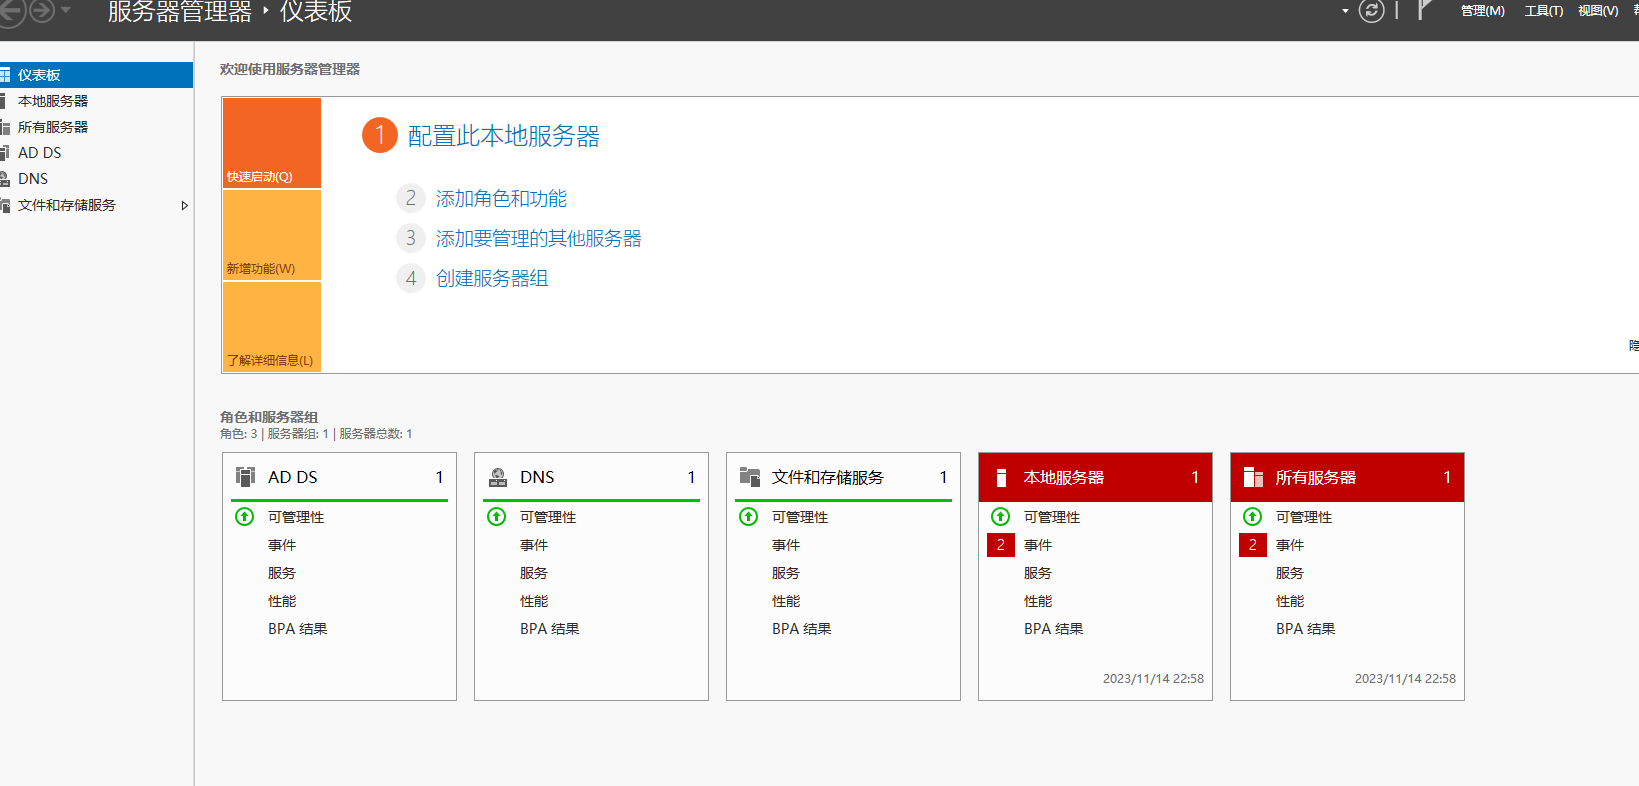 服务器管理器 ‣ 仪表板
管理(M) 工具(T) 视图(V)
仪表板
本地服务器
所有服务器
AD DS
DNS
文件和存储服务
欢迎使用服务器管理器
快速启动(Q)
新增功能(W)
了解详细信息(L)
1 配置此本地服务器
2 添加角色和功能
3 添加要管理的其他服务器
4 创建服务器组
隐
角色和服务器组
角色: 3 | 服务器组: 1 | 服务器总数: 1
AD DS 1
可管理性
事件
服务
性能
BPA 结果
DNS 1
可管理性
事件
服务
性能
BPA 结果
文件和存储服务 1
可管理性
事件
服务
性能
BPA 结果
本地服务器 1
可管理性
2 事件
服务
性能
BPA 结果
2023/11/14 22:58
所有服务器 1
可管理性
2 事件
服务
性能
BPA 结果
2023/11/14 22:58